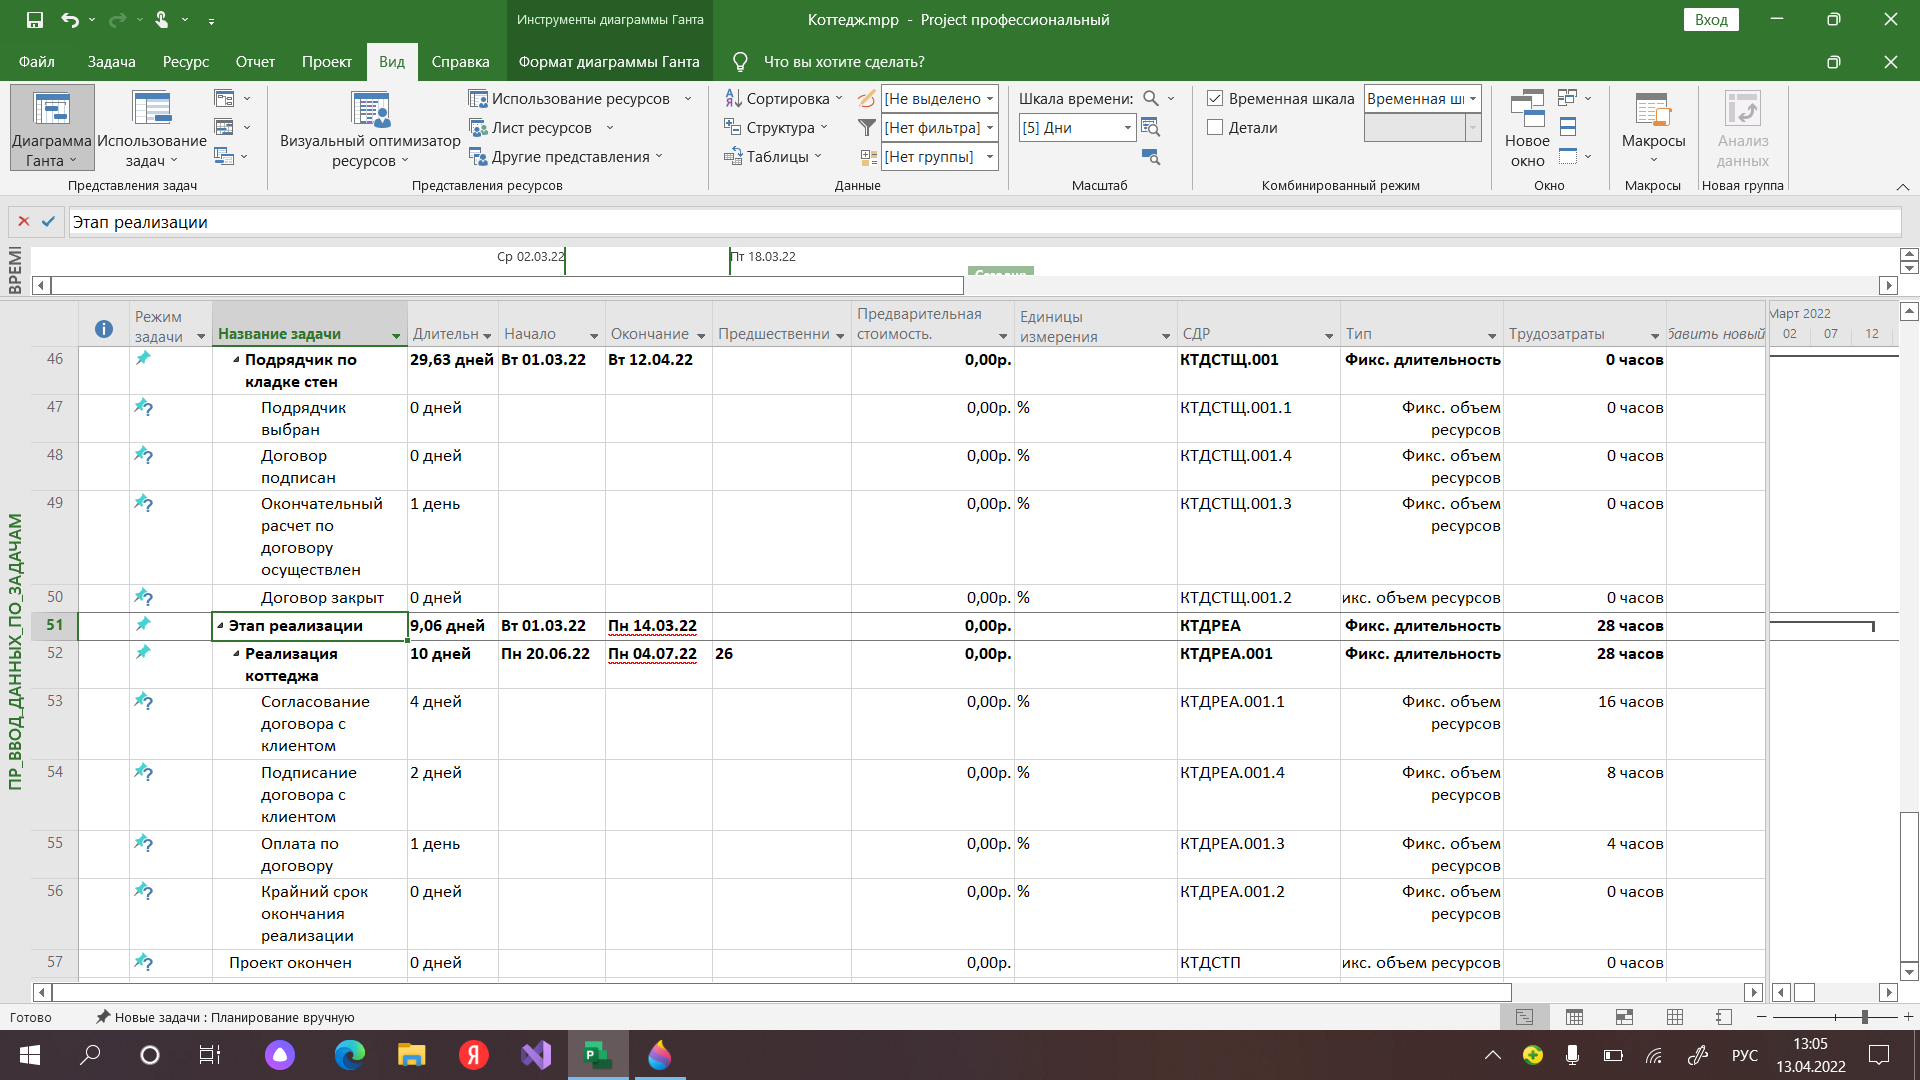 Инструменты диаграммы Ганта
Коттедж.mpp - Project профессиональный
Вход
Файл
Задача
Ресурс
Отчет
Проект
Вид
Справка
Формат диаграммы Ганта
Что вы хотите сделать?
Диаграмма Ганта
Использование задач
Представления задач
Визуальный оптимизатор ресурсов
Использование ресурсов
Лист ресурсов
Другие представления
Представления ресурсов
Сортировка
Структура
Таблицы
[Не выделено
[Нет фильтра]
[Нет группы]
Данные
Шкала времени:
[5] Дни
Масштаб
Временная шкала
Временная ш
Детали
Комбинированный режим
Новое окно
Окно
Макросы
Макросы
Анализ данных
Новая группа
Этап реализации
ВРЕМІ
Ср 02.03.22
Пт 18.03.22
Сегодня
ПР_ВВОД_ДАННЫХ_ПО_ЗАДАЧАМ
Режим задачи
Название задачи
Длительн
Начало
Окончание
Предшественни
Предварительная стоимость.
Единицы измерения
СДР
Тип
Трудозатраты
бавить новый
Март 2022
02 07 12
46 Подрядчик по кладке стен 29,63 дней Вт 01.03.22 Вт 12.04.22 0,00р. КТДСТЩ.001 Фикс. длительность 0 часов
47 Подрядчик выбран 0 дней 0,00р. % КТДСТЩ.001.1 Фикс. объем ресурсов 0 часов
48 Договор подписан 0 дней 0,00р. % КТДСТЩ.001.4 Фикс. объем ресурсов 0 часов
49 Окончательный расчет по договору осуществлен 1 день 0,00р. % КТДСТЩ.001.3 Фикс. объем ресурсов 0 часов
50 Договор закрыт 0 дней 0,00р. % КТДСТЩ.001.2 икс. объем ресурсов 0 часов
51 Этап реализации 9,06 дней Вт 01.03.22 Пн 14.03.22 0,00р. КТДРЕА Фикс. длительность 28 часов
52 Реализация коттеджа 10 дней Пн 20.06.22 Пн 04.07.22 26 0,00р. КТДРЕА.001 Фикс. длительность 28 часов
53 Согласование договора с клиентом 4 дней 0,00р. % КТДРЕА.001.1 Фикс. объем ресурсов 16 часов
54 Подписание договора с клиентом 2 дней 0,00р. % КТДРЕА.001.4 Фикс. объем ресурсов 8 часов
55 Оплата по договору 1 день 0,00р. % КТДРЕА.001.3 Фикс. объем ресурсов 4 часов
56 Крайний срок окончания реализации 0 дней 0,00р. % КТДРЕА.001.2 Фикс. объем ресурсов 0 часов
57 Проект окончен 0 дней 0,00р. КТДСТП икс. объем ресурсов 0 часов
Готово
Новые задачи : Планирование вручную
РУС
13:05
13.04.2022